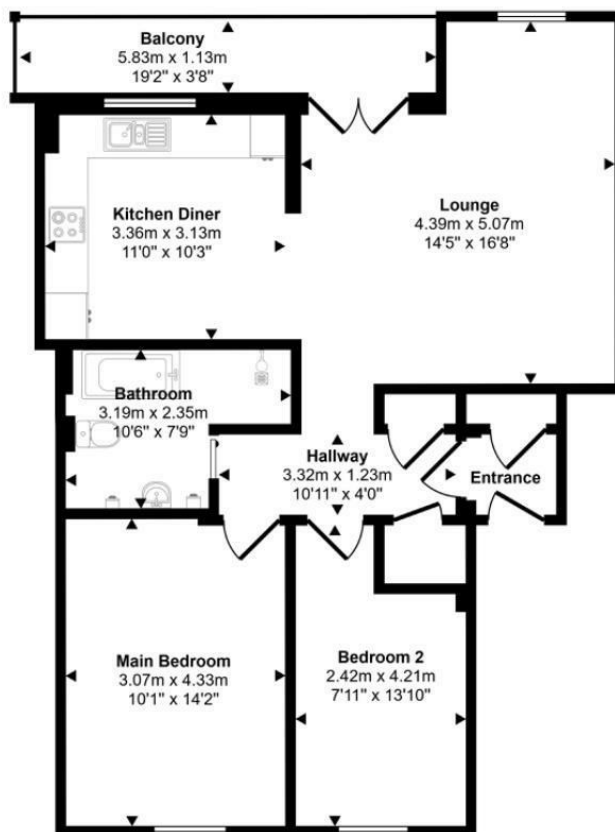 Balcony
5.83m x 1.13m
19'2" x 3'8"
Kitchen Diner
3.36m x 3.13m
11'0" x 10'3"
Lounge
4.39m x 5.07m
14'5" x 16'8"
Bathroom
3.19m x 2.35m
10'6" x 7'9"
Hallway
3.32m x 1.23m
10'11" x 4'0"
Entrance
Main Bedroom
3.07m x 4.33m
10'1" x 14'2"
Bedroom 2
2.42m x 4.21m
7'11" x 13'10"